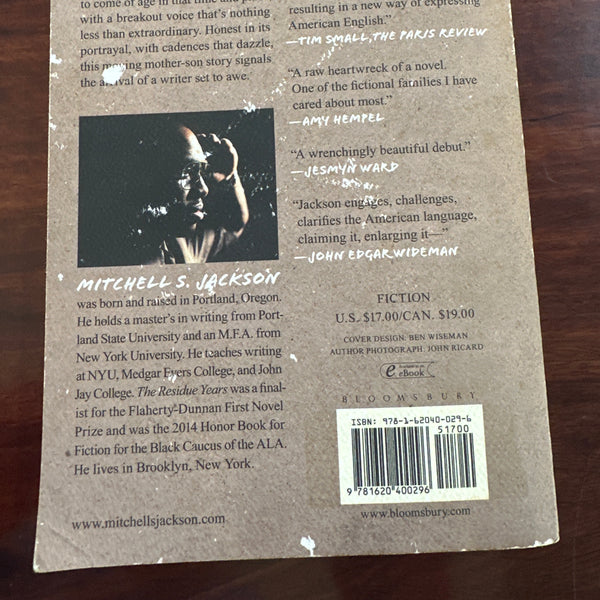 to come of age in that time and place,
with a breakout voice that's nothing
less than extraordinary. Honest in its
portrayal, with cadences that dazzle,
this moving mother-son story signals
the arrival of a writer set to awe.
MITCHELL S. JACKSON
was born and raised in Portland, Oregon.
He holds a master's in writing from Port-
land State University and an M.F.A. from
New York University. He teaches writing
at NYU, Medgar Evers College, and John
Jay College. The Residue Years was a final-
ist for the Flaherty-Dunnan First Novel
Prize and was the 2014 Honor Book for
Fiction for the Black Caucus of the ALA.
He lives in Brooklyn, New York.
www.mitchellsjackson.com
resulting in a new way of expressing
American English."
—TIM SMALL, THE PARIS REVIEW
"A raw heartwreck of a novel.
One of the fictional families I have
cared about most."
—AMY HEMPEL
"A wrenchingly beautiful debut."
—JESMYN WARD
"Jackson engages, challenges,
clarifies the American language,
claiming it, enlarging it—"
—JOHN EDGAR WIDEMAN
FICTION
U.S. $17.00/CAN. $19.00
COVER DESIGN: BEN WISEMAN
AUTHOR PHOTOGRAPH: JOHN RICARD
e Available as an
eBook
BLOOMSBURY
ISBN: 978-1-62040-029-6
51700
9 781620 400296
www.bloomsbury.com